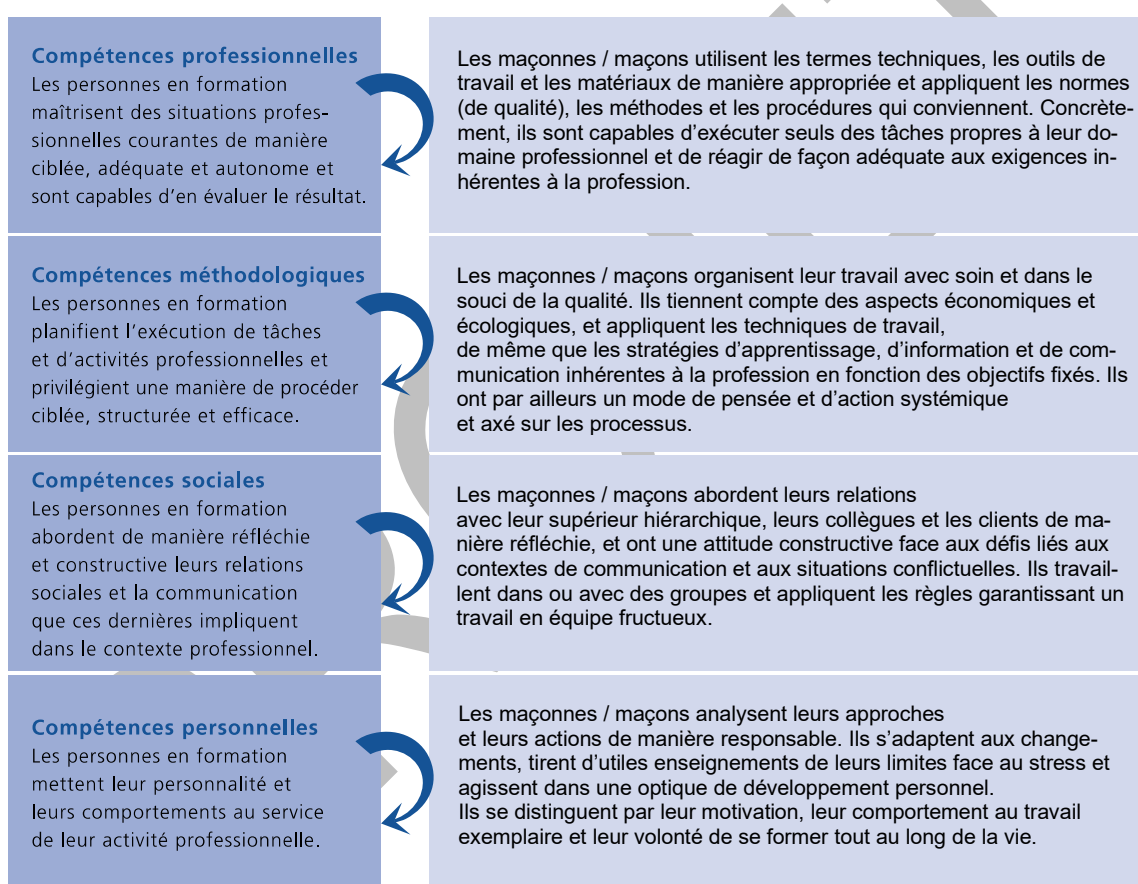 Compétences professionnelles
Les personnes en formation
maîtrisent des situations profes-
sionnelles courantes de manière
ciblée, adéquate et autonome et
sont capables d'en évaluer le résultat.
Les maçonnes / maçons utilisent les termes techniques, les outils de
travail et les matériaux de manière appropriée et appliquent les normes
(de qualité), les méthodes et les procédures qui conviennent. Concrète-
ment, ils sont capables d'exécuter seuls des tâches propres à leur do-
maine professionnel et de réagir de façon adéquate aux exigences in-
hérentes à la profession.
Compétences méthodologiques
Les personnes en formation
planifient l'exécution de tâches
et d'activités professionnelles et
privilégient une manière de procéder
ciblée, structurée et efficace.
Les maçonnes / maçons organisent leur travail avec soin et dans le
souci de la qualité. Ils tiennent compte des aspects économiques et
écologiques, et appliquent les techniques de travail,
de même que les stratégies d'apprentissage, d'information et de com-
munication inhérentes à la profession en fonction des objectifs fixés. Ils
ont par ailleurs un mode de pensée et d'action systémique
et axé sur les processus.
Compétences sociales
Les personnes en formation
abordent de manière réfléchie
et constructive leurs relations
sociales et la communication
que ces dernières impliquent
dans le contexte professionnel.
Les maçonnes / maçons abordent leurs relations
avec leur supérieur hiérarchique, leurs collègues et les clients de ma-
nière réfléchie, et ont une attitude constructive face aux défis liés aux
contextes de communication et aux situations conflictuelles. Ils travail-
lent dans ou avec des groupes et appliquent les règles garantissant un
travail en équipe fructueux.
Compétences personnelles
Les personnes en formation
mettent leur personnalité et
leurs comportements au service
de leur activité professionnelle.
Les maçonnes / maçons analysent leurs approches
et leurs actions de manière responsable. Ils s'adaptent aux change-
ments, tirent d'utiles enseignements de leurs limites face au stress et
agissent dans une optique de développement personnel.
Ils se distinguent par leur motivation, leur comportement au travail
exemplaire et leur volonté de se former tout au long de la vie.